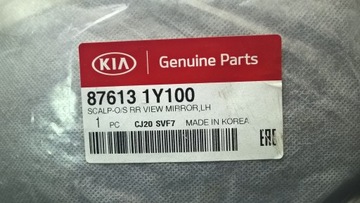 KIA Genuine Parts
87613 1Y100
SCALP-O/S RR VIEW MIRROR,LH
1 PC CJ20 SVF7 MADE IN KOREA
EAC